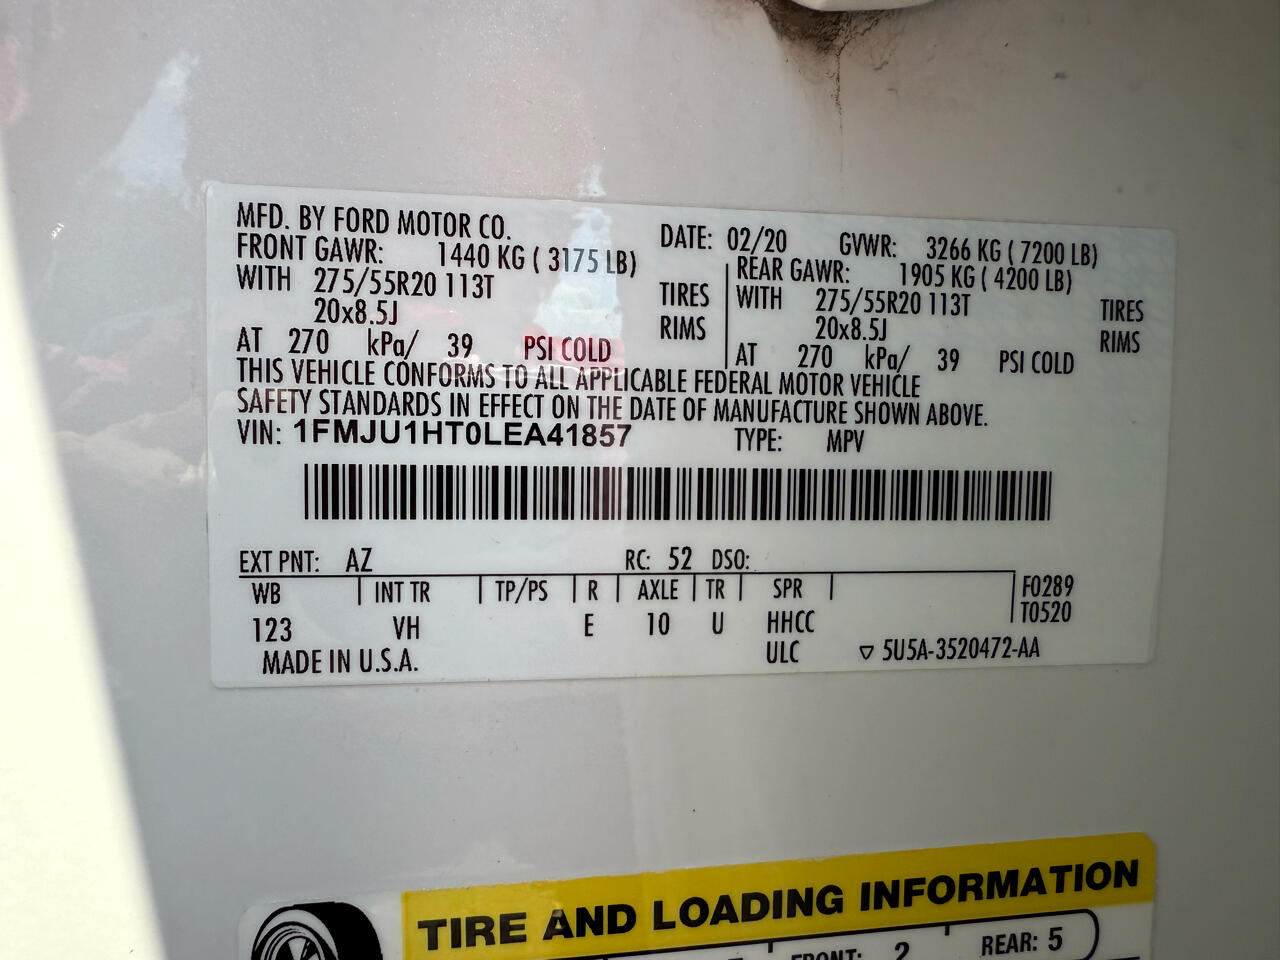 MFD. BY FORD MOTOR CO.
DATE: 02/20 GVWR: 3266 KG ( 7200 LB)
FRONT GAWR: 1440 KG ( 3175 LB)
REAR GAWR: 1905 KG ( 4200 LB)
WITH 275/55R20 113T TIRES
WITH 275/55R20 113T TIRES
20x8.5J RIMS
20x8.5J RIMS
AT 270 kPa/ 39 PSI COLD
AT 270 kPa/ 39 PSI COLD
THIS VEHICLE CONFORMS TO ALL APPLICABLE FEDERAL MOTOR VEHICLE
SAFETY STANDARDS IN EFFECT ON THE DATE OF MANUFACTURE SHOWN ABOVE.
VIN: 1FMJU1HT0LEA41857 TYPE: MPV
EXT PNT: AZ RC: 52 DSO:
WB INT TR TP/PS R AXLE TR SPR F0289
T0520
123 VH E 10 U HHCC
MADE IN U.S.A. ULC 5U5A-3520472-AA
TIRE AND LOADING INFORMATION
FRONT: 2 REAR: 5